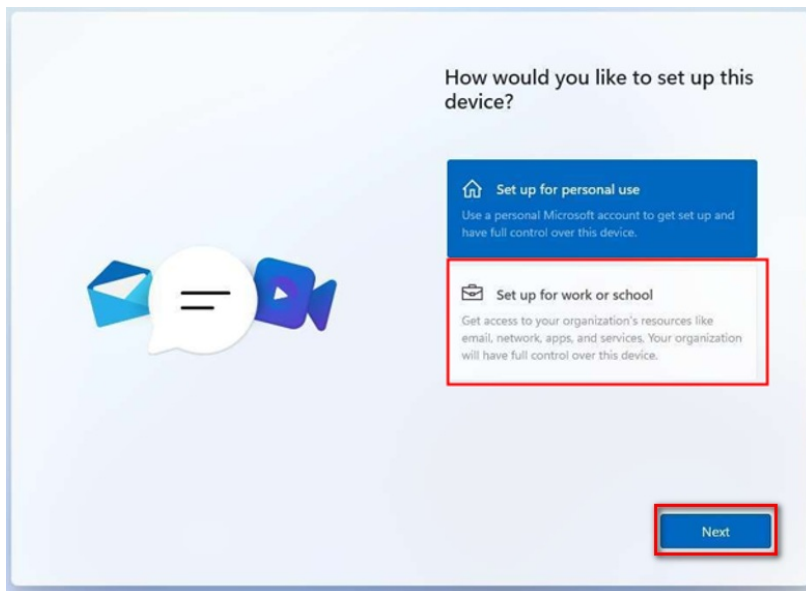 How would you like to set up this
device?
Set up for personal use
Use a personal Microsoft account to get set up and
have full control over this device.
Set up for work or school
Get access to your organization's resources like
email, network, apps, and services. Your organization
will have full control over this device.
Next